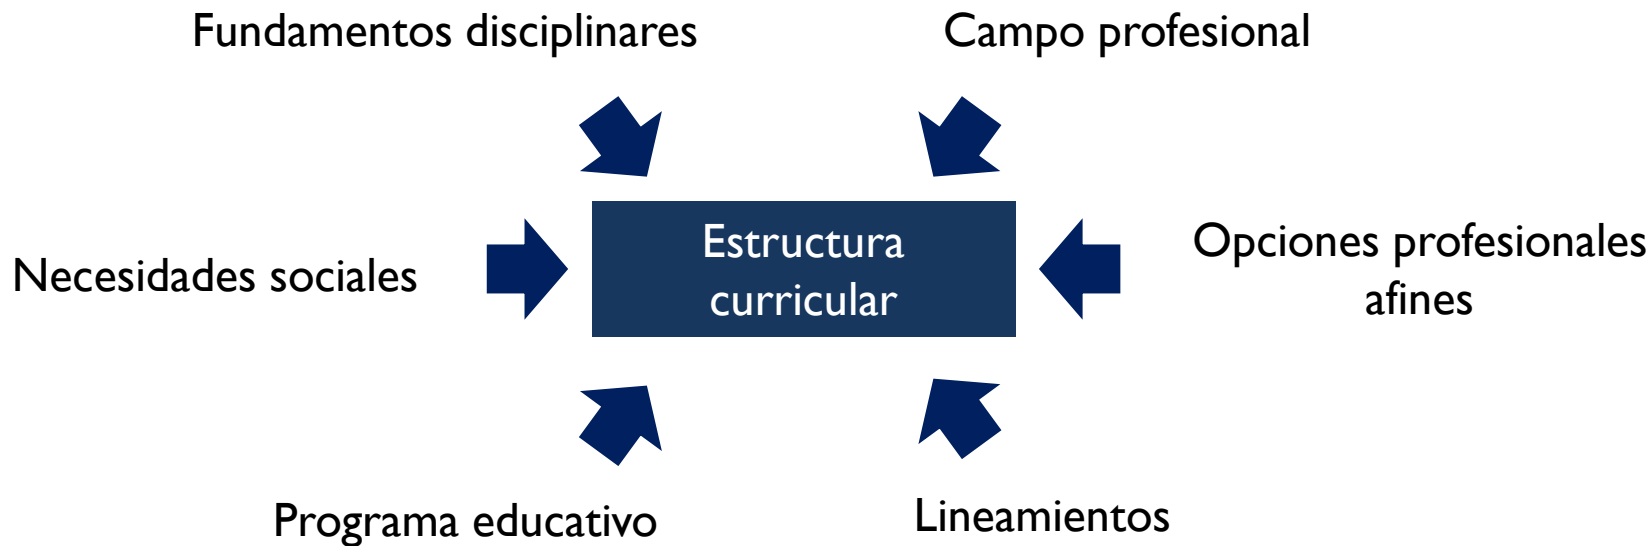 Fundamentos disciplinares
Campo profesional
Necesidades sociales
Estructura
curricular
Opciones profesionales
afines
Programa educativo
Lineamientos